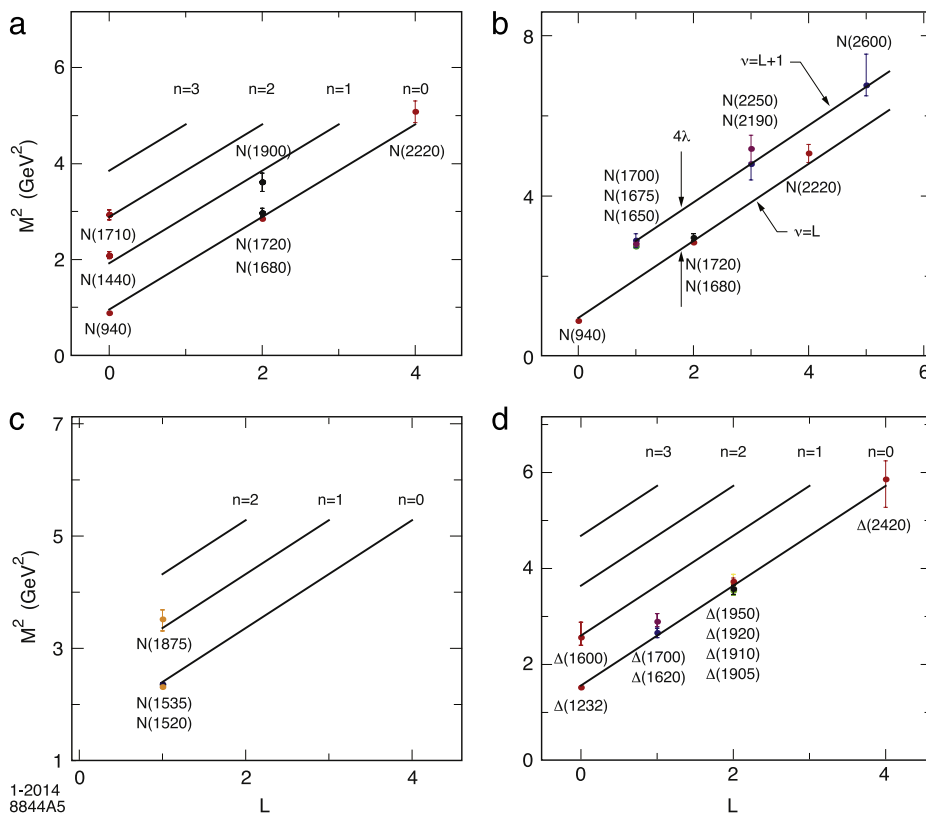 a
M² (GeV²)
6
4
2
0
n=3
n=2
n=1
n=0
N(1900)
N(2220)
N(1710)
N(1720)
N(1680)
N(1440)
N(940)
0
2
4
b
8
4
0
N(2600)
ν=L+1
N(2250)
N(2190)
4λ
N(1700)
N(1675)
N(1650)
N(2220)
ν=L
N(1720)
N(1680)
N(940)
0
2
4
6
c
M² (GeV²)
7
5
3
1
n=2
n=1
n=0
N(1875)
N(1535)
N(1520)
0
2
4
L
d
6
4
2
0
n=3
n=2
n=1
n=0
Δ(2420)
Δ(1950)
Δ(1920)
Δ(1910)
Δ(1905)
Δ(1600)
Δ(1700)
Δ(1620)
Δ(1232)
0
2
4
L
1-2014
8844A5